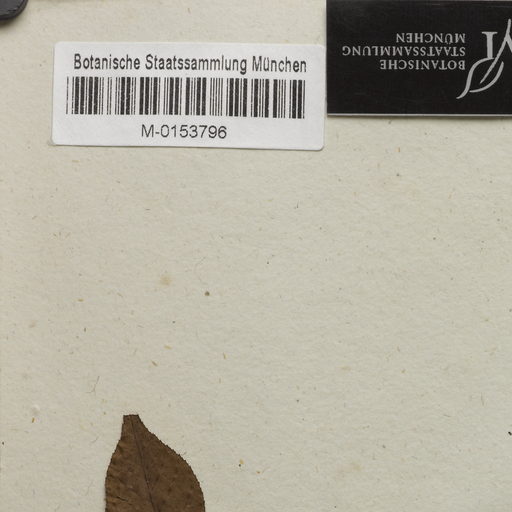 Botanische Staatssammlung München
M-0153796
BOTANISCHE
STAATSSAMMLUNG
MÜNCHEN